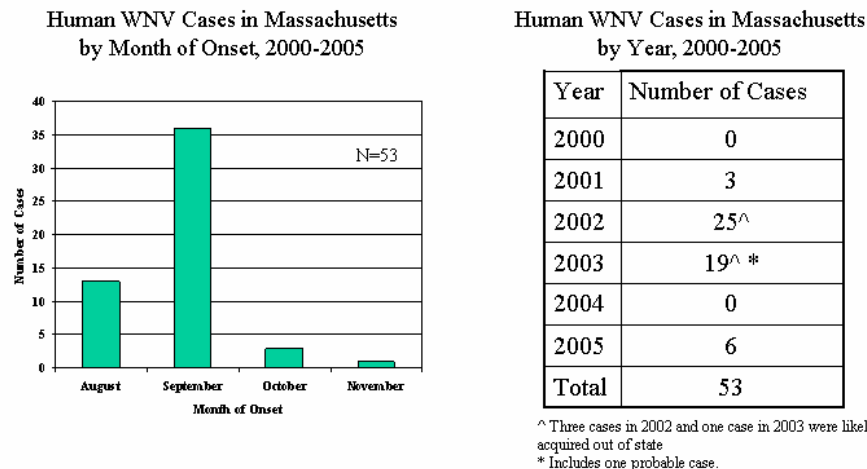 Human WNV Cases in Massachusetts
by Month of Onset, 2000-2005
40
35
30
25
20
15
10
5
0
Number of Cases
N=53
August September October November
Month of Onset
Human WNV Cases in Massachusetts
by Year, 2000-2005
Year Number of Cases
2000 0
2001 3
2002 25^
2003 19^ *
2004 0
2005 6
Total 53
^ Three cases in 2002 and one case in 2003 were likel
acquired out of state
* Includes one probable case.